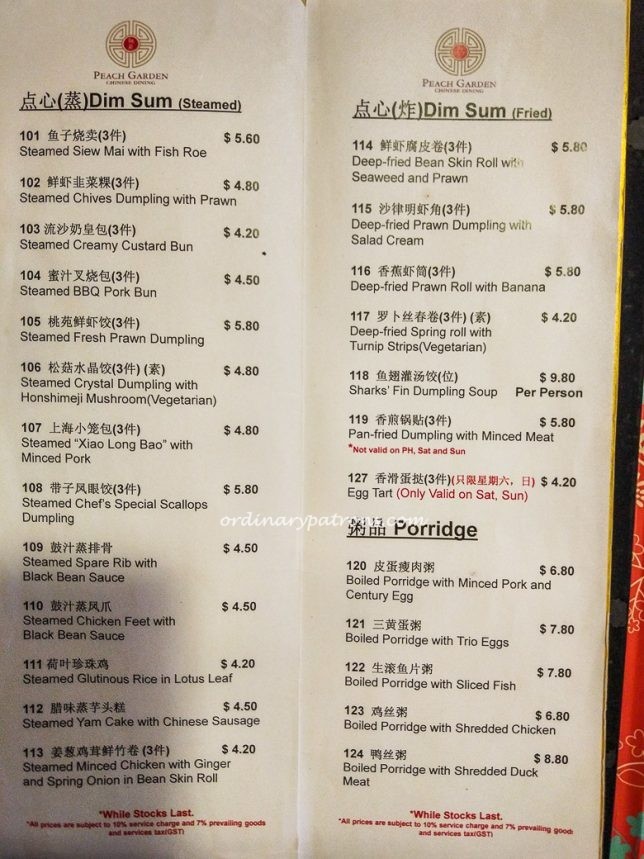 PEACH GARDEN
CHINESE DINING
点心(蒸)Dim Sum (Steamed)
101 鱼子烧卖(3件) $ 5.60
Steamed Siew Mai with Fish Roe
102 鲜虾韭菜粿(3件) $ 4.80
Steamed Chives Dumpling with Prawn
103 流沙奶皇包(3件) $ 4.20
Steamed Creamy Custard Bun
104 蜜汁叉烧包(3件) $ 4.50
Steamed BBQ Pork Bun
105 桃苑鲜虾饺(3件) $ 5.80
Steamed Fresh Prawn Dumpling
106 松菇水晶饺(3件) (素) $ 4.80
Steamed Crystal Dumpling with
Honshimeji Mushroom(Vegetarian)
107 上海小笼包(3件) $ 4.80
Steamed "Xiao Long Bao" with
Minced Pork
108 带子凤眼饺(3件) $ 5.80
Steamed Chef's Special Scallops
Dumpling
109 鼓汁蒸排骨 $ 4.50
Steamed Spare Rib with
Black Bean Sauce
110 鼓汁蒸凤爪 $ 4.50
Steamed Chicken Feet with
Black Bean Sauce
111 荷叶珍珠鸡 $ 4.20
Steamed Glutinous Rice in Lotus Leaf
112 腊味蒸芋头糕 $ 4.50
Steamed Yam Cake with Chinese Sausage
113 姜葱鸡茸鲜竹卷 (3件) $ 4.20
Steamed Minced Chicken with Ginger
and Spring Onion in Bean Skin Roll
*While Stocks Last.
*All prices are subject to 10% service charge and 7% prevailing goods
and services tax(GST)
PEACH GARDEN
CHINESE DINING
点心(炸)Dim Sum (Fried)
114 鲜虾腐皮卷(3件) $ 5.80
Deep-fried Bean Skin Roll with
Seaweed and Prawn
115 沙律明虾角(3件) $ 5.80
Deep-fried Prawn Dumpling with
Salad Cream
116 香蕉虾筒(3件) $ 5.80
Deep-fried Prawn Roll with Banana
117 罗卜丝春卷(3件) (素) $ 4.20
Deep-fried Spring roll with
Turnip Strips(Vegetarian)
118 鱼翅灌汤饺(位) $ 9.80
Sharks' Fin Dumpling Soup Per Person
119 香煎锅贴(3件) $ 5.80
Pan-fried Dumpling with Minced Meat
*Not valid on PH, Sat and Sun
127 香滑蛋挞(3件)(只限星期六，日) $ 4.20
Egg Tart (Only Valid on Sat, Sun)
ordinarypatrons.com
粥品 Porridge
120 皮蛋瘦肉粥 $ 6.80
Boiled Porridge with Minced Pork and
Century Egg
121 三黄蛋粥 $ 7.80
Boiled Porridge with Trio Eggs
122 生滚鱼片粥 $ 7.80
Boiled Porridge with Sliced Fish
123 鸡丝粥 $ 6.80
Boiled Porridge with Shredded Chicken
124 鸭丝粥 $ 8.80
Boiled Porridge with Shredded Duck
Meat
*While Stocks Last.
*All prices are subject to 10% service charge and 7% prevailing goods
and services tax(GST)